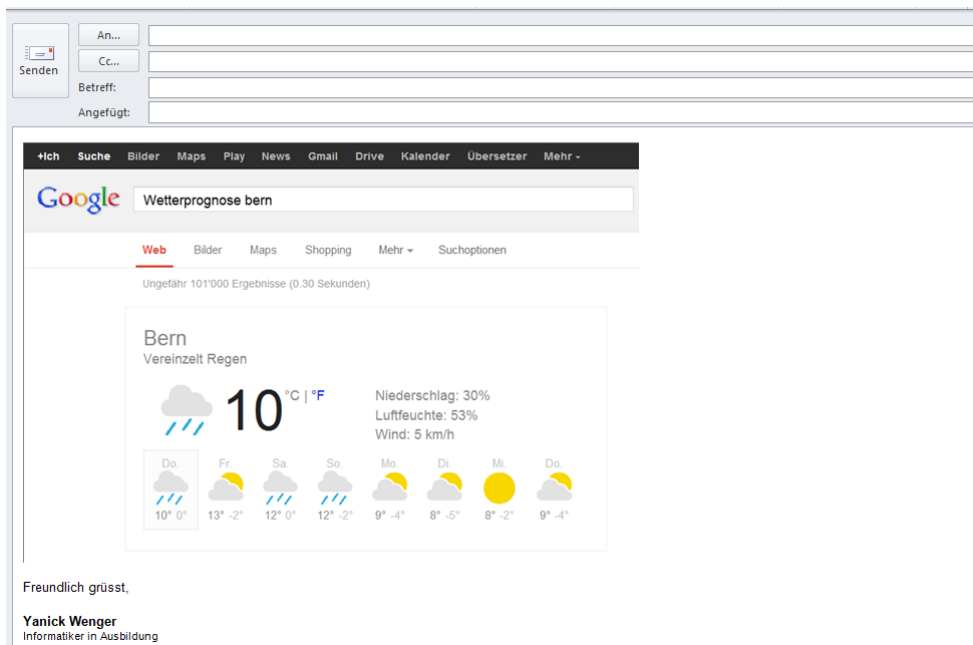 An...
Senden
Cc...
Betreff:
Angefügt:
+Ich Suche Bilder Maps Play News Gmail Drive Kalender Übersetzer Mehr
Google Wetterprognose bern
Web Bilder Maps Shopping Mehr Suchoptionen
Ungefähr 101'000 Ergebnisse (0.30 Sekunden)
Bern
Vereinzelt Regen
10 °C | °F
Niederschlag: 30%
Luftfeuchte: 53%
Wind: 5 km/h
Do. Fr. Sa. So. Mo. Di. Mi. Do.
10° 0° 13° -2° 12° 0° 12° -2° 9° -4° 8° -5° 8° -2° 9° -4°
Freundlich grüsst,
Yanick Wenger
Informatiker in Ausbildung